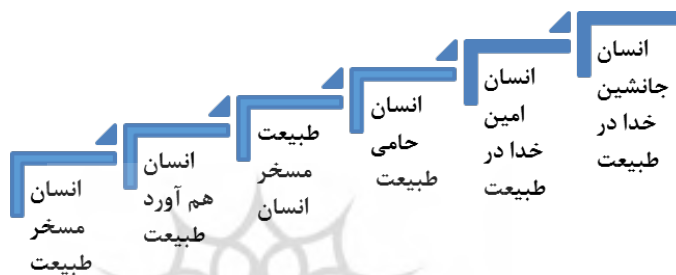 انسان
مسخر
طبیعت
انسان
هم آورد
طبیعت
طبیعت
مسخر
انسان
انسان
حامی
طبیعت
انسان
امین
خدا در
طبیعت
انسان
جانشین
خدا در
طبیعت